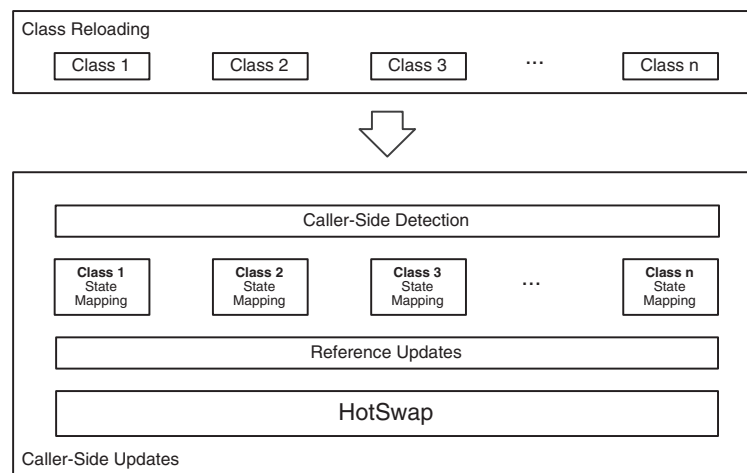 Class Reloading
Class 1
Class 2
Class 3
...
Class n
Caller-Side Detection
Class 1
State
Mapping
Class 2
State
Mapping
Class 3
State
Mapping
...
Class n
State
Mapping
Reference Updates
HotSwap
Caller-Side Updates